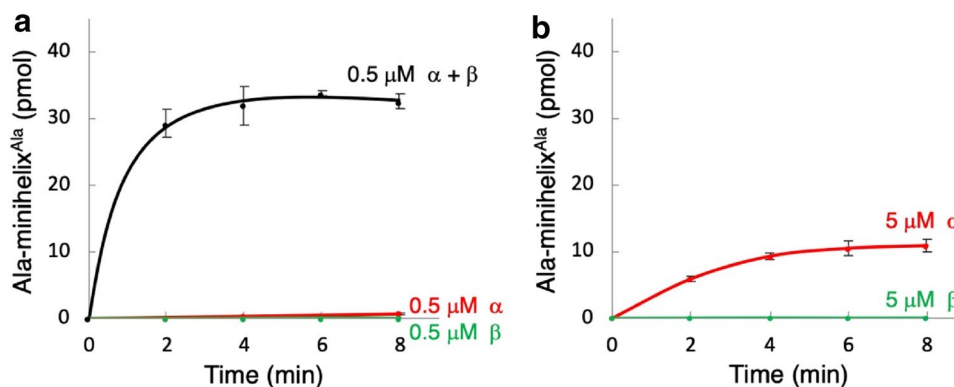 a
Ala-minihelixAla (pmol)
40
30
20
10
0
0.5 μM α + β
0.5 μM α
0.5 μM β
0 2 4 6 8
Time (min)
b
Ala-minihelixAla (pmol)
40
30
20
10
0
5 μM α
5 μM β
0 2 4 6 8
Time (min)